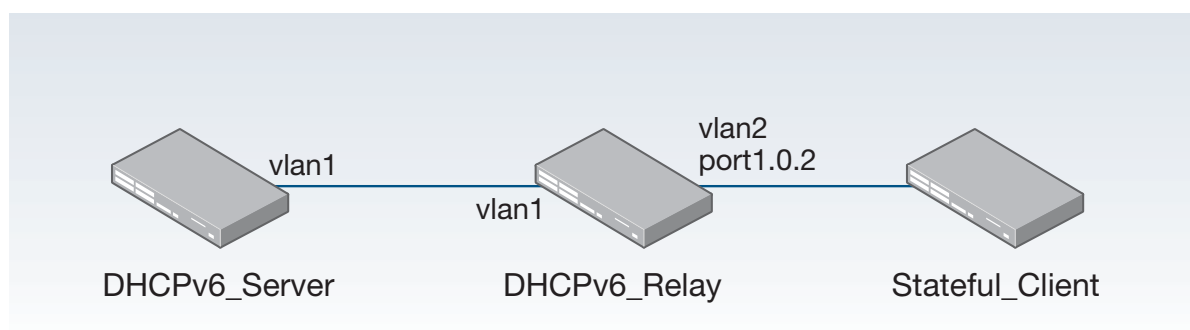 vlan1
vlan1
vlan2
port1.0.2
DHCPv6_Server
DHCPv6_Relay
Stateful_Client